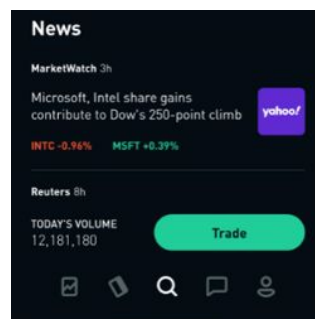 News
MarketWatch 3h
Microsoft, Intel share gains
contribute to Dow's 250-point climb
yahoo!
INTC -0.96% MSFT +0.39%
Reuters 8h
TODAY'S VOLUME
12,181,180
Trade